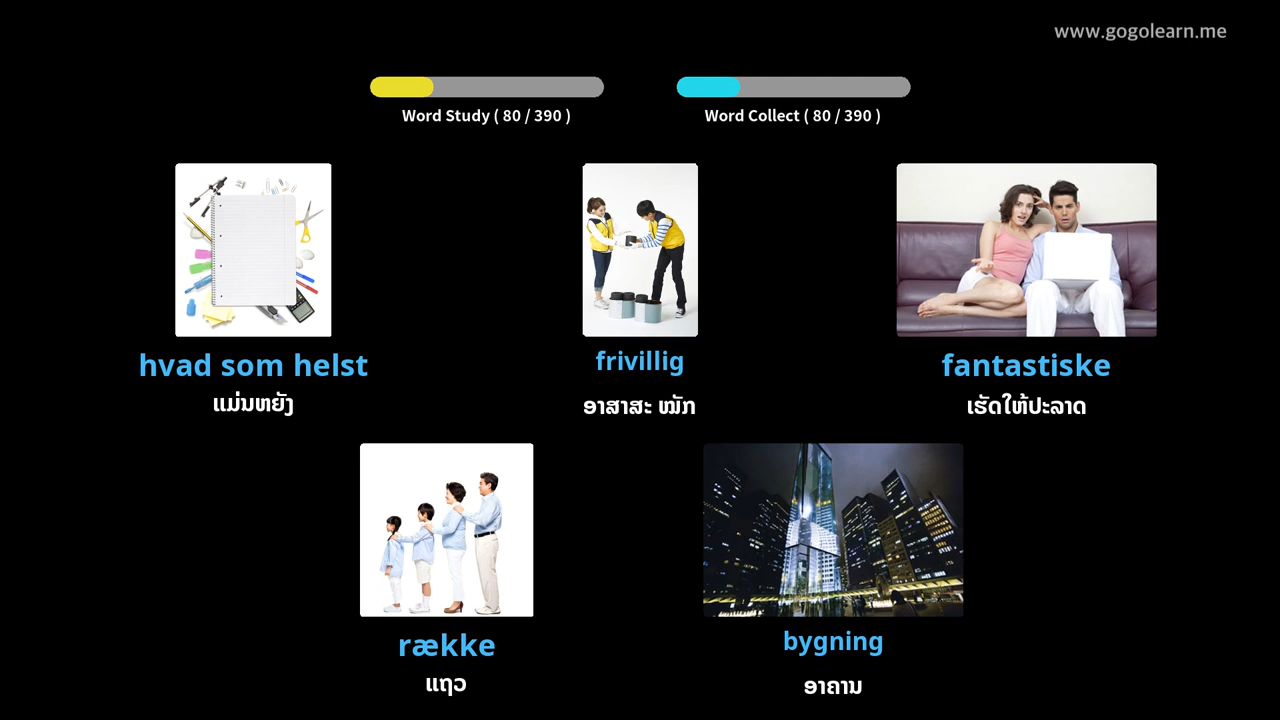 www.gogolearn.me
Word Study ( 80 / 390 )
Word Collect ( 80 / 390 )
hvad som helst
ແມ່ນຫຍັງ
frivillig
ອາສາສະ ໝັກ
fantastiske
ເຮັດໃຫ້ປະລາດ
række
ແຖວ
bygning
ອາຄານ